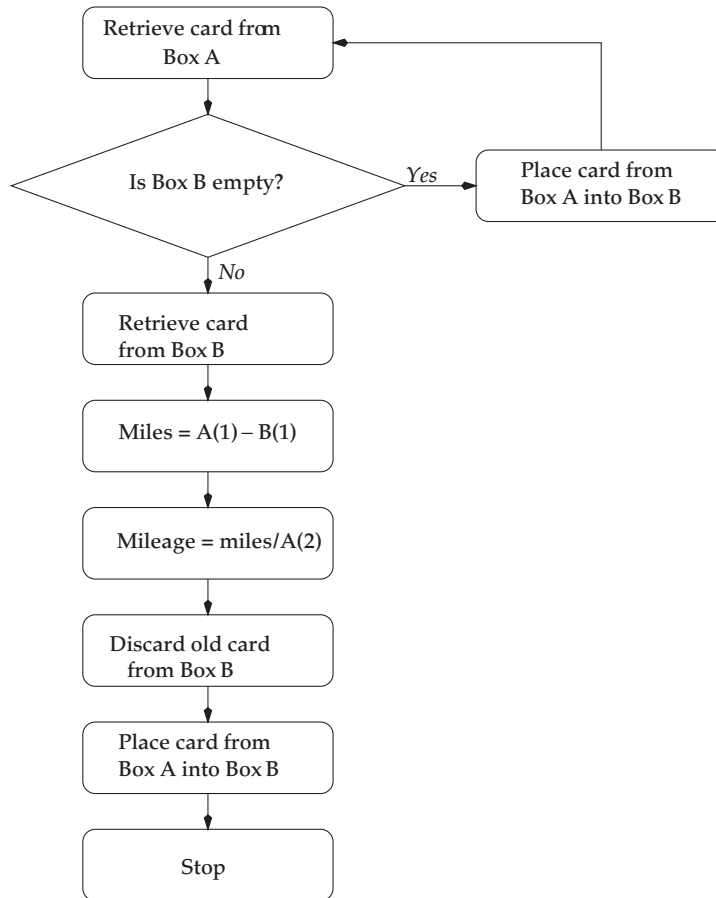 Retrieve card from
Box A
Is Box B empty?
Yes
Place card from
Box A into Box B
No
Retrieve card
from Box B
Miles = A(1) – B(1)
Mileage = miles/A(2)
Discard old card
from Box B
Place card from
Box A into Box B
Stop